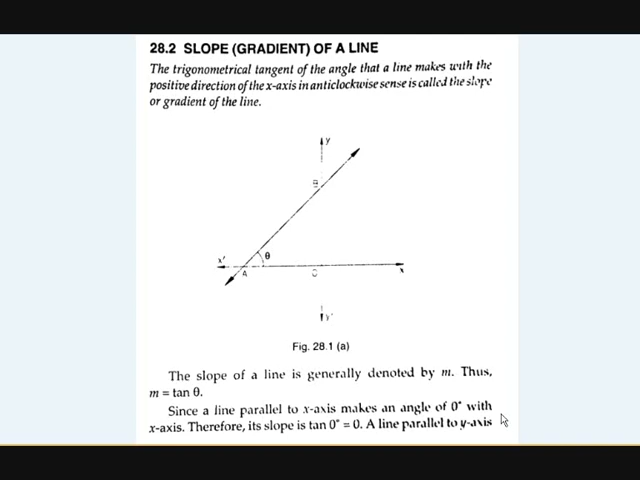 28.2 SLOPE (GRADIENT) OF A LINE
The trigonometrical tangent of the angle that a line makes with the
positive direction of the x-axis in anticlockwise sense is called the slope
or gradient of the line.
y
B
x'
θ
A
O
x
y'
Fig. 28.1 (a)
The slope of a line is generally denoted by m. Thus,
m = tan θ.
Since a line parallel to x-axis makes an angle of 0° with
x-axis. Therefore, its slope is tan 0° = 0. A line parallel to y-axis